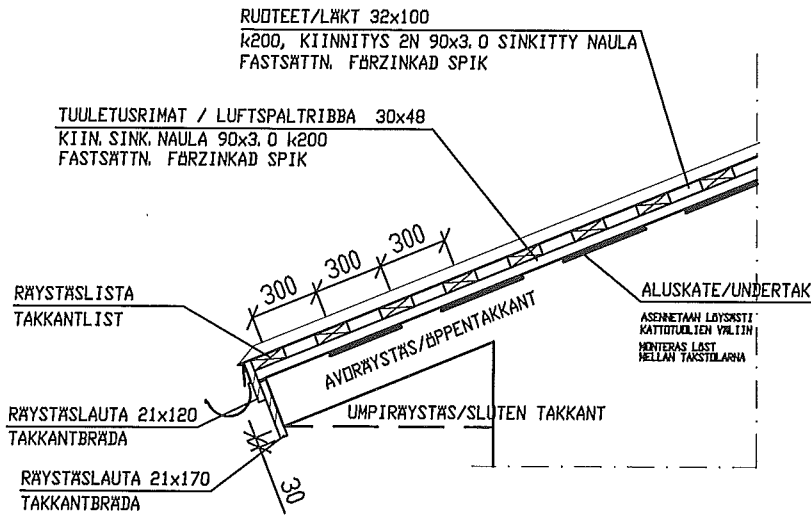 RUOTEET/LÄKT 32x100
k200, KIINNITYS 2N 90x3.0 SINKITTY NAULA
FASTSÄTTN. FÖRZINKAD SPIK
TUULETUSRIMAT / LUFTSPALTRIBBA 30x48
KIIN. SINK. NAULA 90x3.0 k200
FASTSÄTTN. FÖRZINKAD SPIK
300
300
300
RÄYSTÄSLISTA
TAKKANTLIST
ALUSKATE/UNDERTAK
ASENNETAAN LÖYSÄSTI
KATTOTUOLIEN VÄLIIN
MONTERAS LÖST
MELLAN TAKSTOLARNA
AVORÄYSTÄS/ÖPPENTAKKANT
UMPIRÄYSTÄS/SLUTEN TAKKANT
RÄYSTÄSLAUTA 21x120
TAKKANTBRÄDA
RÄYSTÄSLAUTA 21x170
TAKKANTBRÄDA
30